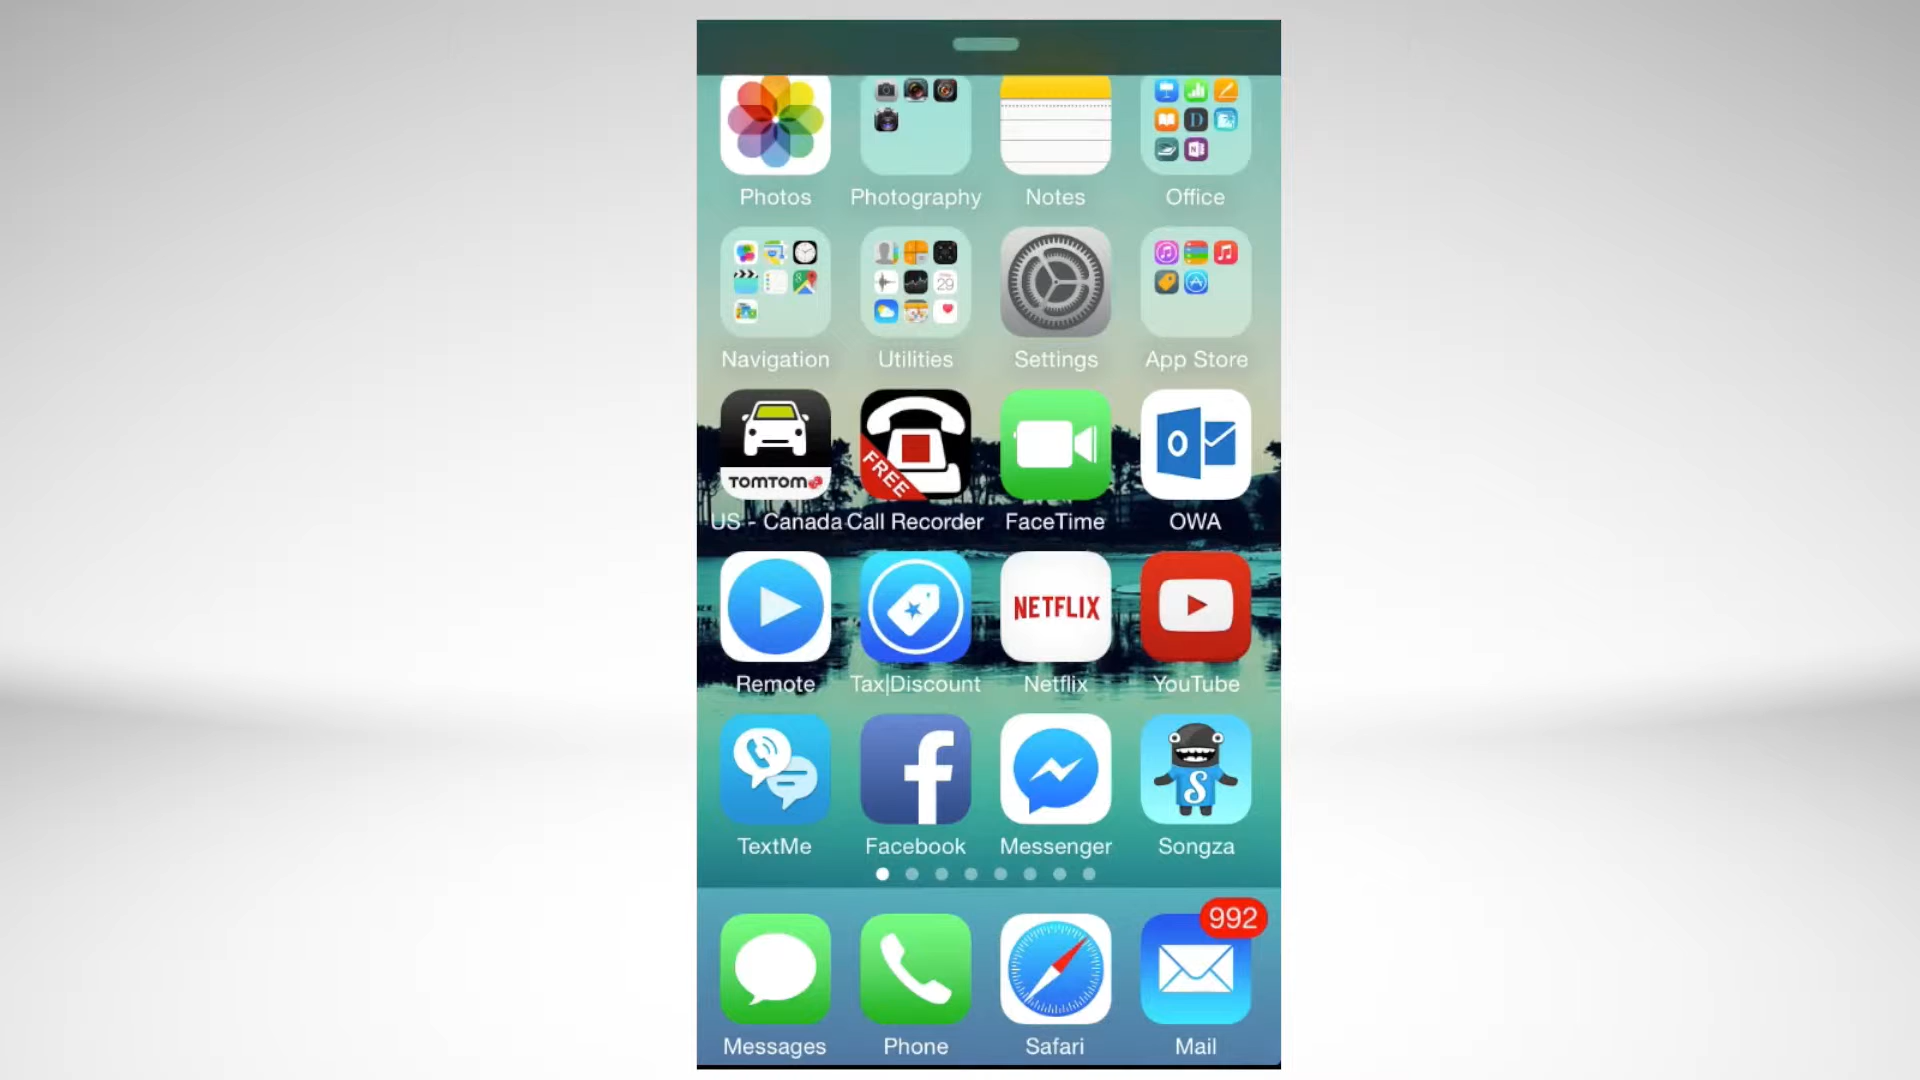 Photos Photography Notes Office
29
Navigation Utilities Settings App Store
TOMTOM FREE
US - Canada Call Recorder FaceTime OWA
NETFLIX
Remote Tax|Discount Netflix YouTube
TextMe Facebook Messenger Songza
992
Messages Phone Safari Mail